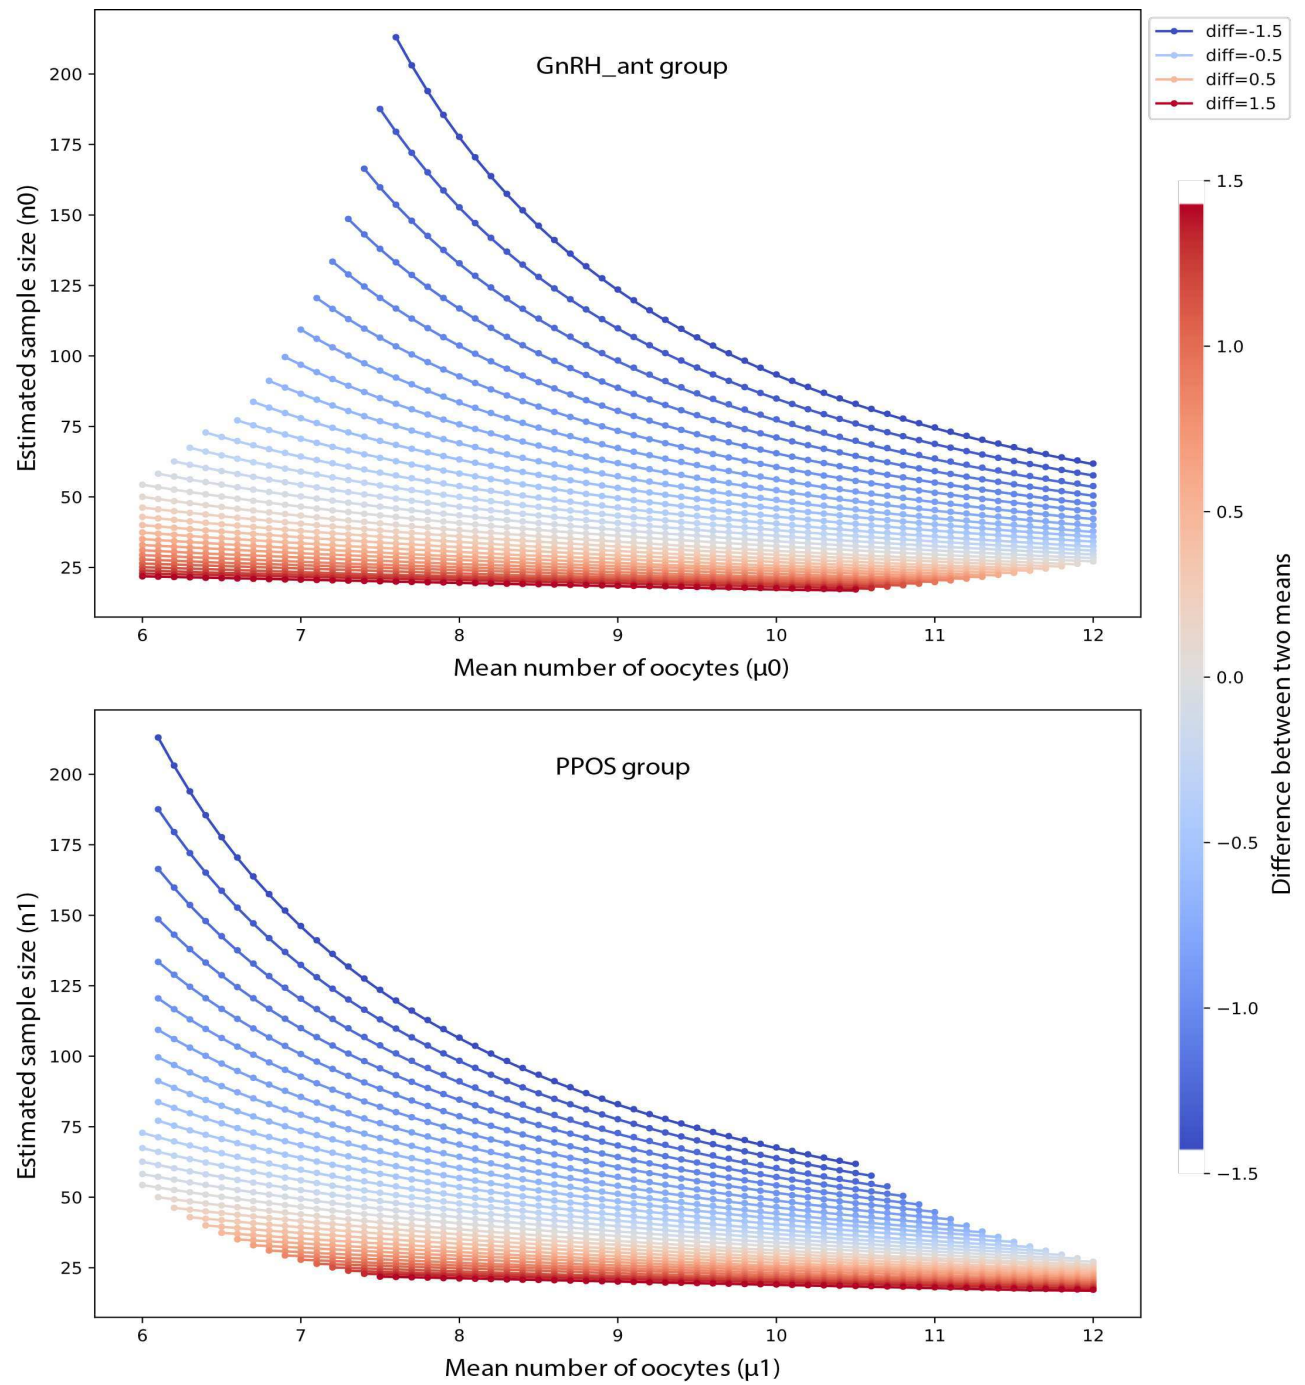 GnRH_ant group
diff=-1.5
diff=-0.5
diff=0.5
diff=1.5
200
175
150
125
100
75
50
25
Estimated sample size (n0)
6 7 8 9 10 11 12
Mean number of oocytes (μ0)
PPOS group
200
175
150
125
100
75
50
25
Estimated sample size (n1)
6 7 8 9 10 11 12
Mean number of oocytes (μ1)
1.5
1.0
0.5
0.0
−0.5
−1.0
−1.5
Difference between two means